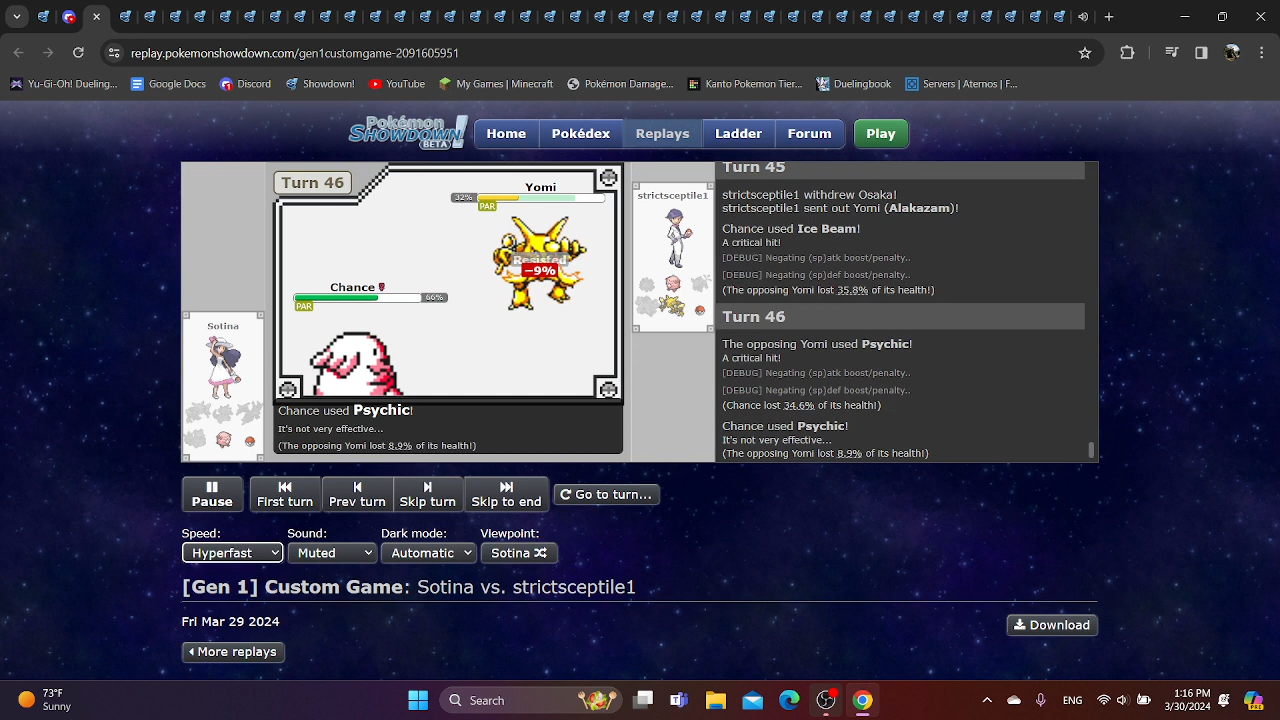 replay.pokemonshowdown.com/gen1customgame-2091605951
Yu-Gi-Oh! Dueling...
Google Docs
Discord
Showdown!
YouTube
My Games | Minehut
Pokémon Damage...
Kanto Pokemon Tier...
Duelingbook
Servers | Aternos | F...
Pokémon
SHOWDOWN!
BETA
Home
Pokédex
Replays
Ladder
Forum
Play
Turn 46
Yomi
32%
PAR
Resisted
−9%
Chance
66%
PAR
Sotina
strictsceptile1
Chance used Psychic!
It's not very effective...
(The opposing Yomi lost 8.9% of its health!)
Turn 45
strictsceptile1 withdrew Osaka!
strictsceptile1 sent out Yomi (Alakazam)!
Chance used Ice Beam!
A critical hit!
[DEBUG] Negating (sp)atk boost/penalty..
[DEBUG] Negating (sp)def boost/penalty..
(The opposing Yomi lost 35.8% of its health!)
Turn 46
The opposing Yomi used Psychic!
A critical hit!
[DEBUG] Negating (sp)atk boost/penalty..
[DEBUG] Negating (sp)def boost/penalty..
(Chance lost 34.6% of its health!)
Chance used Psychic!
It's not very effective...
(The opposing Yomi lost 8.9% of its health!)
Pause
First turn
Prev turn
Skip turn
Skip to end
Go to turn...
Speed:
Sound:
Dark mode:
Viewpoint:
Hyperfast
Muted
Automatic
Sotina
[Gen 1] Custom Game: Sotina vs. strictsceptile1
Fri Mar 29 2024
Download
More replays
73°F
Sunny
Search
ENG
1:16 PM
3/30/2024
PRE